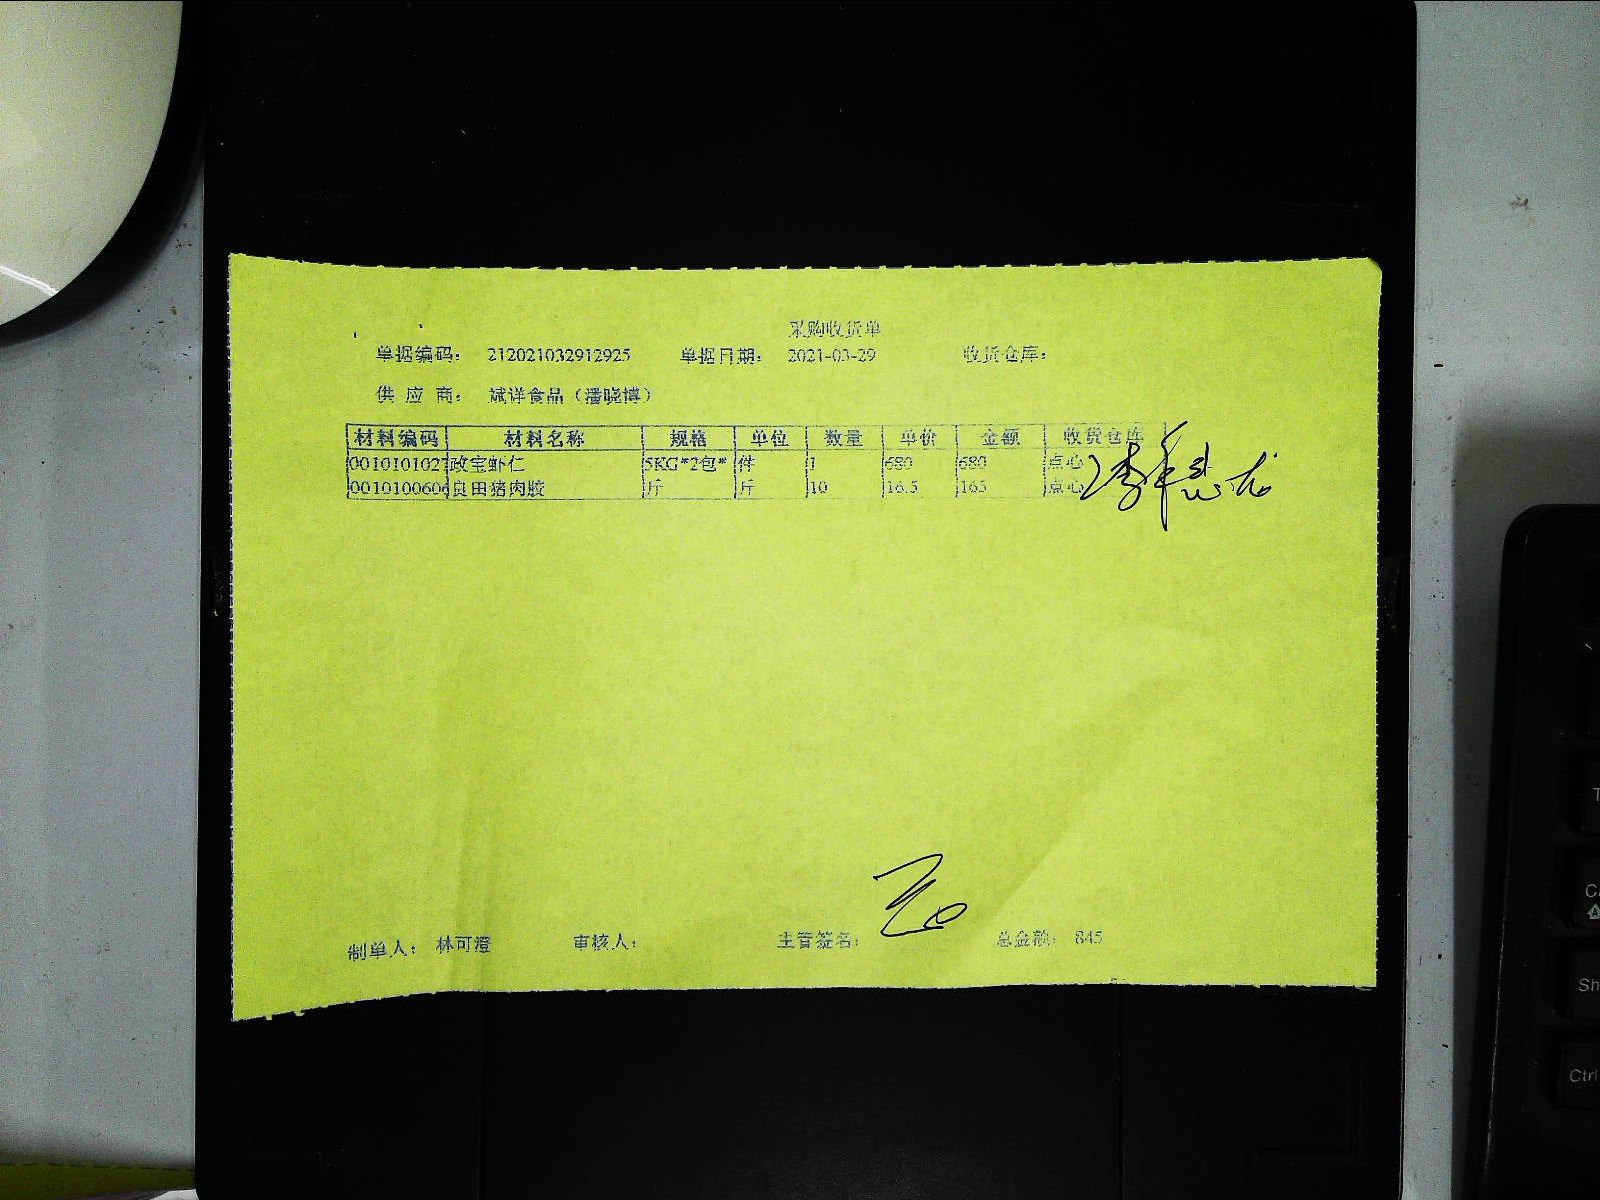 采购收货单
单据编码： 212021032912925 单据日期： 2021-03-29 收货仓库：
供 应 商： 斌洋食品（潘晓博）
材料编码 材料名称 规格 单位 数量 单价 金额 收货仓库
0010101027 政宝虾仁 5KG*2包* 件 1 680 680 点心
0010100606 良田猪肉胶 斤 斤 10 16.5 165 点心
制单人： 林可澄 审核人： 主管签名： 总金额： 845
Ctrl